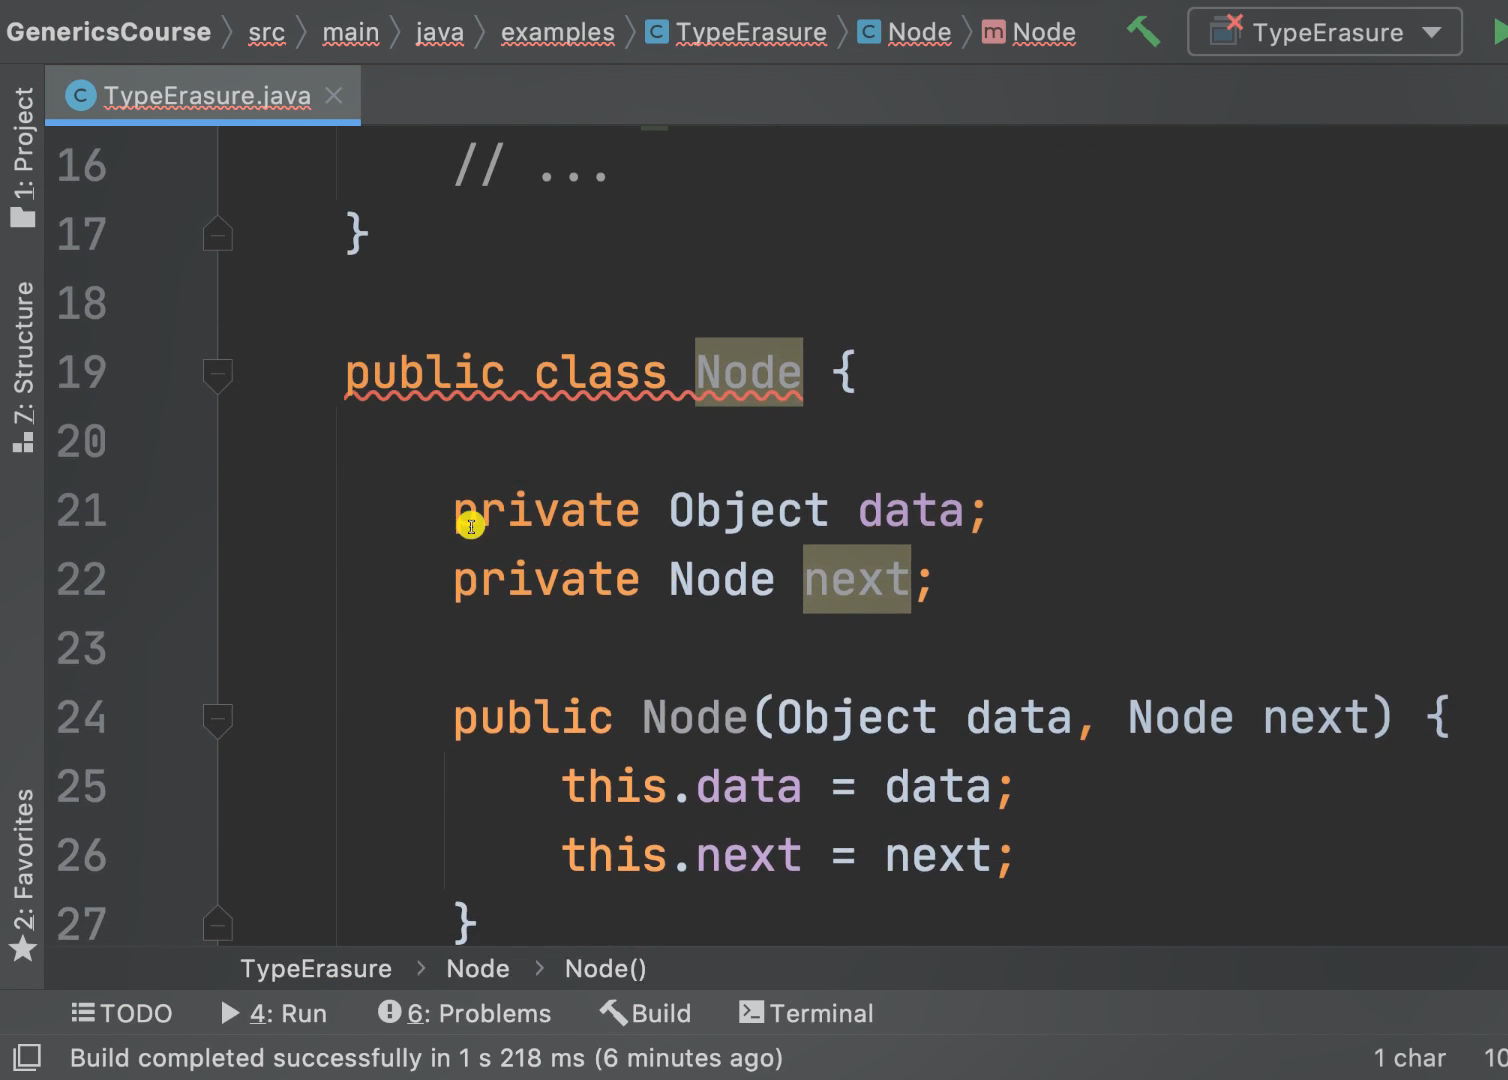 GenericsCourse src main java examples TypeErasure Node Node TypeErasure
TypeErasure.java
1: Project
7: Structure
2: Favorites
16 // ...
17 }
18
19 public class Node {
20
21 private Object data;
22 private Node next;
23
24 public Node(Object data, Node next) {
25 this.data = data;
26 this.next = next;
27 }
TypeErasure > Node > Node()
TODO 4: Run 6: Problems Build Terminal
Build completed successfully in 1 s 218 ms (6 minutes ago) 1 char